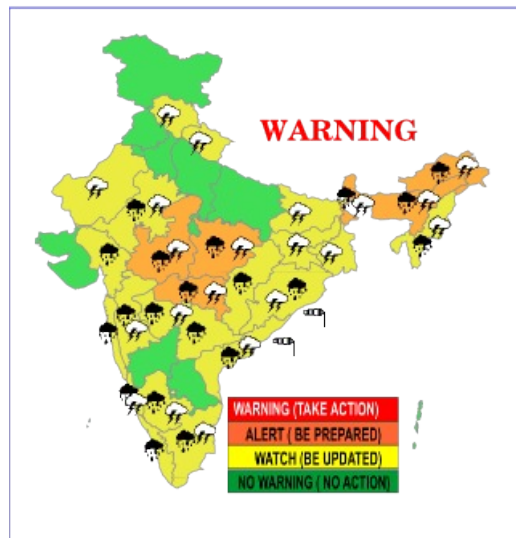 WARNING
WARNING (TAKE ACTION)
ALERT ( BE PREPARED)
WATCH (BE UPDATED)
NO WARNING ( NO ACTION)